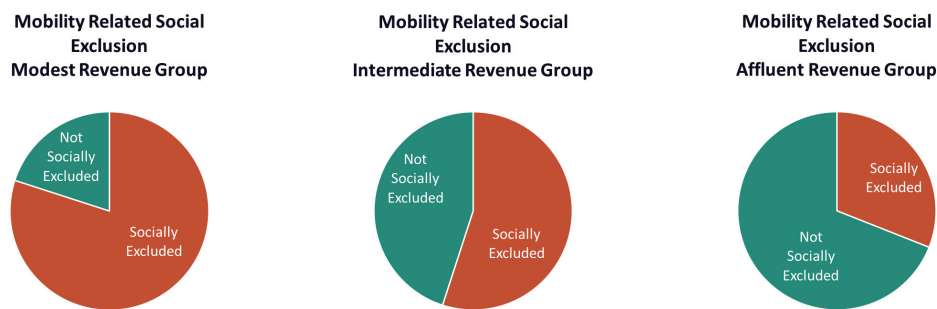 Mobility Related Social
Exclusion
Modest Revenue Group
Not
Socially
Excluded
Socially
Excluded
Mobility Related Social
Exclusion
Intermediate Revenue Group
Not
Socially
Excluded
Socially
Excluded
Mobility Related Social
Exclusion
Affluent Revenue Group
Socially
Excluded
Not
Socially
Excluded